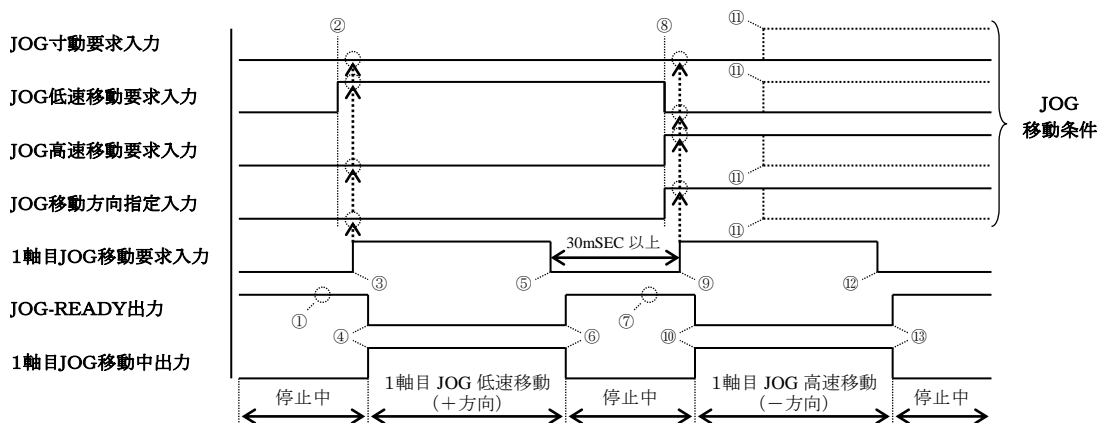 ② ⑧ ⑪
JOG寸動要求入力
⑪
JOG低速移動要求入力
JOG
移動条件
JOG高速移動要求入力
⑪
JOG移動方向指定入力
⑪
30mSEC 以上
1軸目JOG移動要求入力
③ ⑤ ⑨ ⑫
JOG-READY出力
① ④ ⑥ ⑦ ⑩ ⑬
1軸目JOG移動中出力
停止中
1軸目 JOG 低速移動
(+方向)
停止中
1軸目 JOG 高速移動
(-方向)
停止中